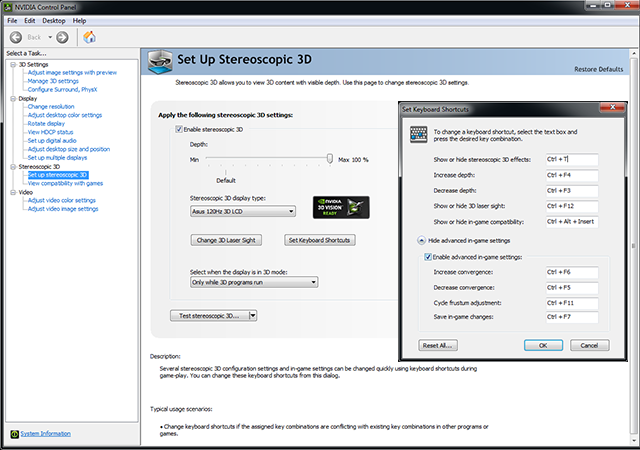 NVIDIA Control Panel
File Edit Desktop Help
Back
Select a Task...
3D Settings
Adjust image settings with preview
Manage 3D settings
Configure Surround, PhysX
Display
Change resolution
Adjust desktop color settings
Rotate display
View HDCP status
Set up digital audio
Adjust desktop size and position
Set up multiple displays
Stereoscopic 3D
Set up stereoscopic 3D
View compatibility with games
Video
Adjust video color settings
Adjust video image settings
System Information
Set Up Stereoscopic 3D
Restore Defaults
Stereoscopic 3D allows you to view 3D content with visible depth. Use this page to change stereoscopic 3D settings.
Apply the following stereoscopic 3D settings:
Enable stereoscopic 3D
Depth:
Min Max 100 %
Default
Stereoscopic 3D display type:
Asus 120Hz 3D LCD
NVIDIA
3D VISION
READY
Change 3D Laser Sight Set Keyboard Shortcuts
Select when the display is in 3D mode:
Only while 3D programs run
Test stereoscopic 3D...
Description:
Several stereoscopic 3D configuration settings and in-game settings can be changed quickly using keyboard shortcuts during
game-play. You can change these keyboard shortcuts from this dialog.
Typical usage scenarios:
• Change keyboard shortcuts if the assigned key combinations are conflicting with existing key combinations in other programs or
games.
Set Keyboard Shortcuts
To change a keyboard shortcut, select the text box and
press the desired key combination.
Show or hide stereoscopic 3D effects: Ctrl + T
Increase depth: Ctrl + F4
Decrease depth: Ctrl + F3
Show or hide 3D laser sight: Ctrl + F12
Show or hide in-game compatibility: Ctrl + Alt + Insert
Hide advanced in-game settings
Enable advanced in-game settings:
Increase convergence: Ctrl + F6
Decrease convergence: Ctrl + F5
Cycle frustum adjustment: Ctrl + F11
Save in-game changes: Ctrl + F7
Reset All... OK Cancel